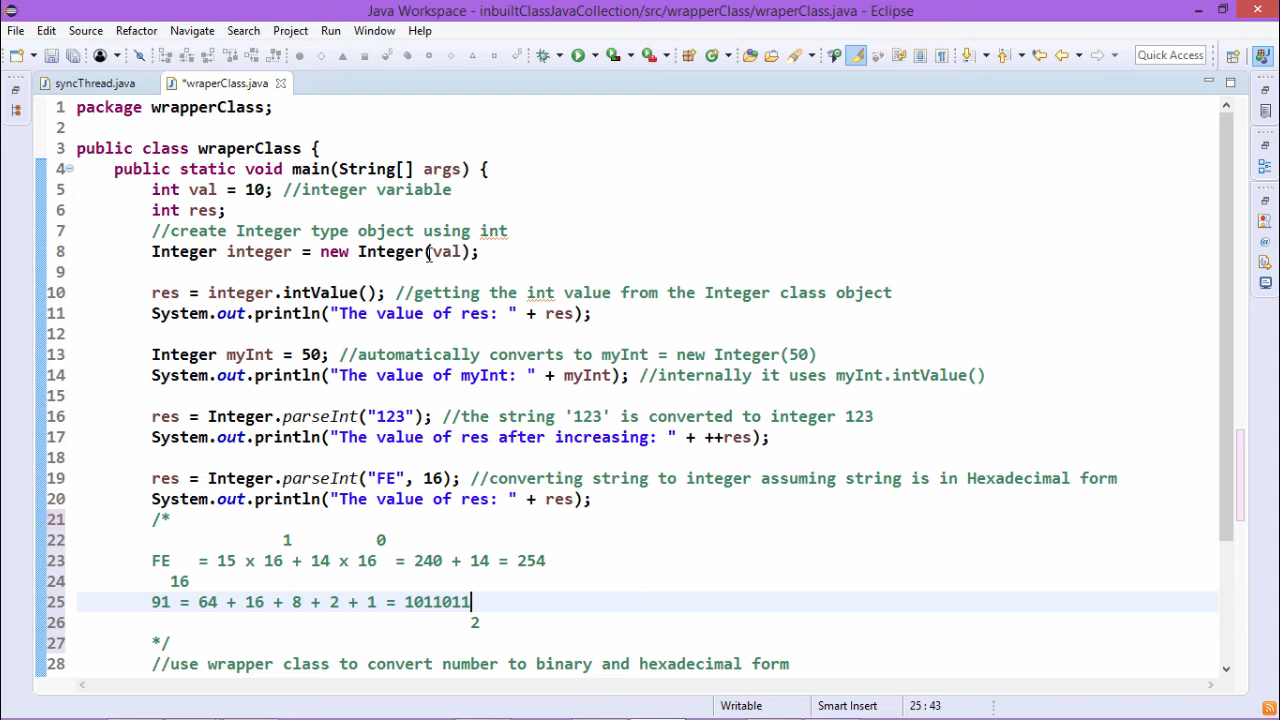 Java Workspace - inbuiltClassJavaCollection/src/wrapperClass/wraperClass.java - Eclipse
File Edit Source Refactor Navigate Search Project Run Window Help
Quick Access
syncThread.java *wraperClass.java
1 package wrapperClass;
2
3 public class wraperClass {
4 public static void main(String[] args) {
5 int val = 10; //integer variable
6 int res;
7 //create Integer type object using int
8 Integer integer = new Integer(val);
9
10 res = integer.intValue(); //getting the int value from the Integer class object
11 System.out.println("The value of res: " + res);
12
13 Integer myInt = 50; //automatically converts to myInt = new Integer(50)
14 System.out.println("The value of myInt: " + myInt); //internally it uses myInt.intValue()
15
16 res = Integer.parseInt("123"); //the string '123' is converted to integer 123
17 System.out.println("The value of res after increasing: " + ++res);
18
19 res = Integer.parseInt("FE", 16); //converting string to integer assuming string is in Hexadecimal form
20 System.out.println("The value of res: " + res);
21 /*
22 1 0
23 FE = 15 x 16 + 14 x 16 = 240 + 14 = 254
24 16
25 91 = 64 + 16 + 8 + 2 + 1 = 1011011
26 2
27 */
28 //use wrapper class to convert number to binary and hexadecimal form
Writable Smart Insert 25 : 43